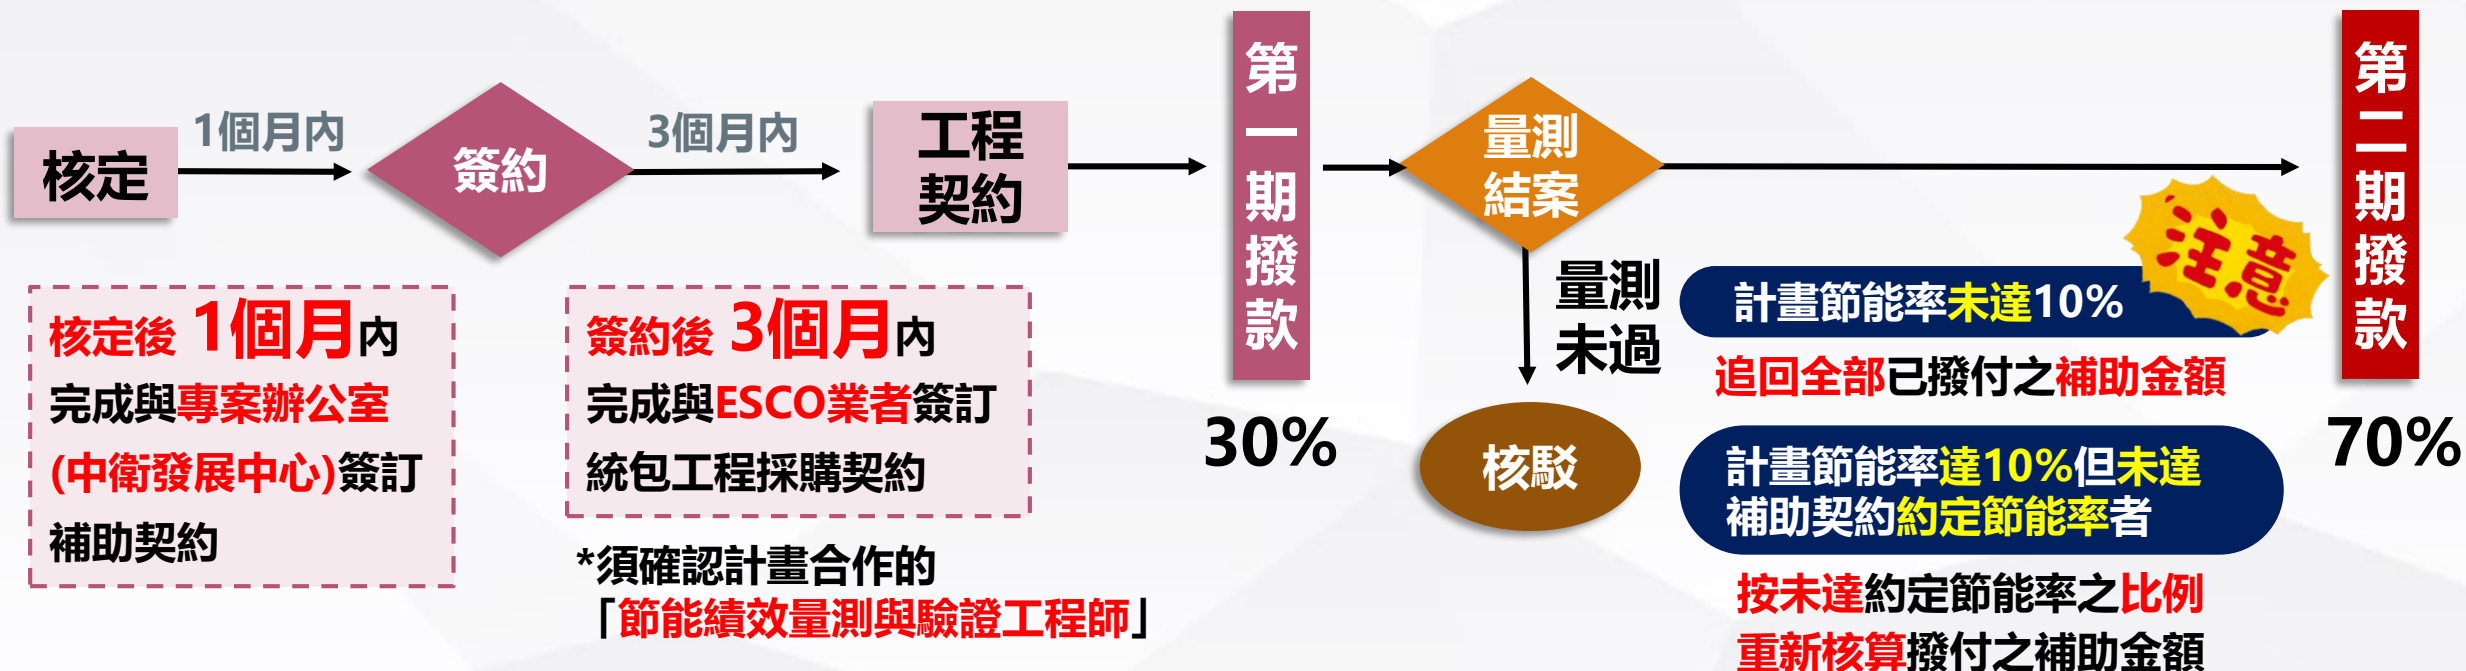 核定
1個月內
簽約
3個月內
工程
契約
第一期撥款
30%
量測
結案
第二期撥款
70%
核定後 1個月內
完成與專案辦公室
(中衛發展中心)簽訂
補助契約
簽約後 3個月內
完成與ESCO業者簽訂
統包工程採購契約
*須確認計畫合作的
「節能績效量測與驗證工程師」
量測
未過
核駁
注意
計畫節能率未達10%
追回全部已撥付之補助金額
計畫節能率達10%但未達
補助契約約定節能率者
按未達約定節能率之比例
重新核算撥付之補助金額